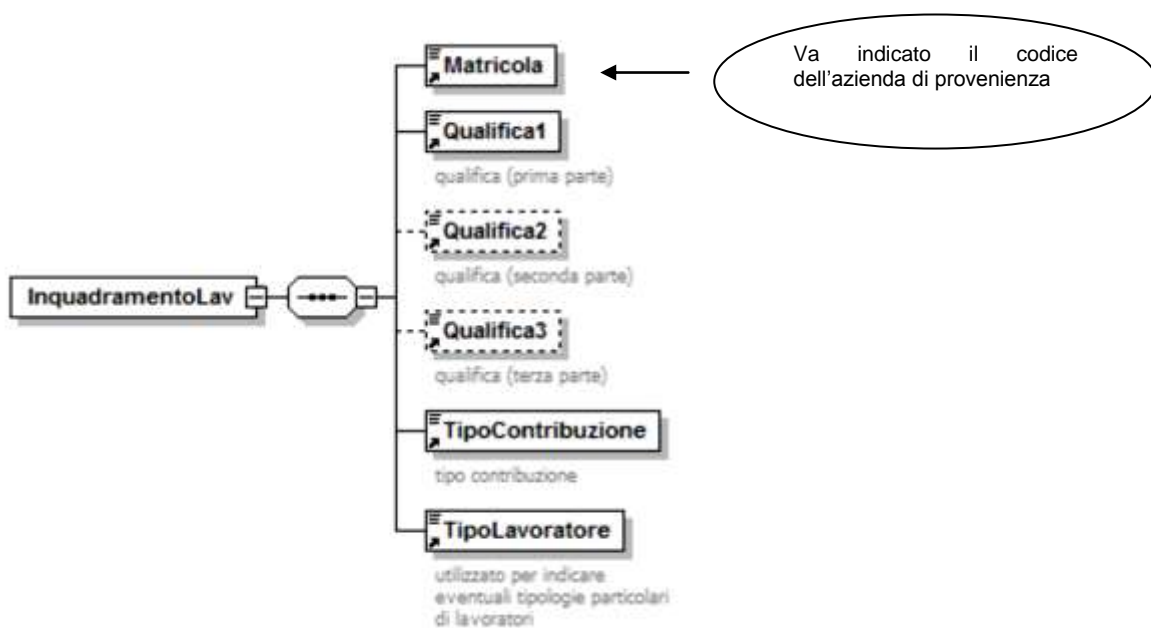 Va indicato il codice
dell'azienda di provenienza
Matricola
Qualifica1
qualifica (prima parte)
Qualifica2
qualifica (seconda parte)
InquadramentoLav
Qualifica3
qualifica (terza parte)
TipoContribuzione
tipo contribuzione
TipoLavoratore
utilizzato per indicare
eventuali tipologie particolari
di lavoratori